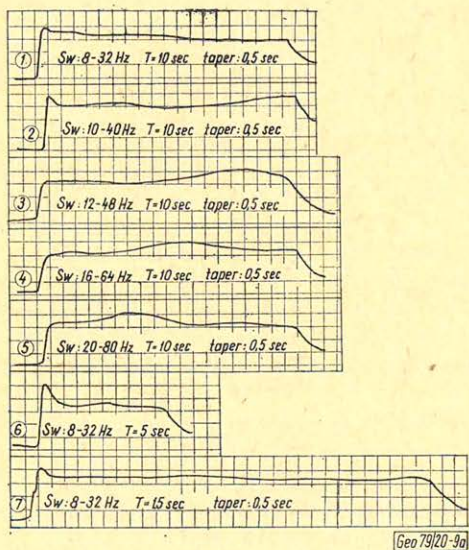 ① Sw: 8-32 Hz T=10 sec taper: 0,5 sec
② Sw: 10-40 Hz T=10 sec taper: 0,5 sec
③ Sw: 12-48 Hz T=10 sec taper: 0,5 sec
④ Sw: 16-64 Hz T=10 sec taper: 0,5 sec
⑤ Sw: 20-80 Hz T=10 sec taper: 0,5 sec
⑥ Sw: 8-32 Hz T=5 sec
⑦ Sw: 8-32 Hz T=15 sec taper: 0,5 sec
Geo 79/20-9a